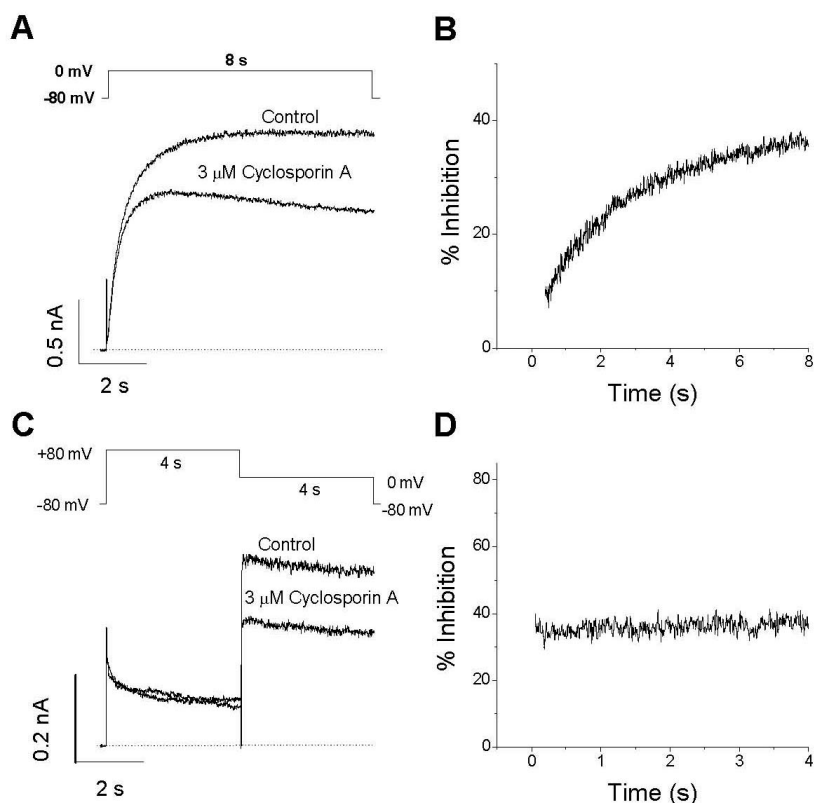 A
0 mV
-80 mV
8 s
Control
3 μM Cyclosporin A
0.5 nA
2 s
B
% Inhibition
40
20
0
0 2 4 6 8
Time (s)
C
+80 mV
-80 mV
4 s
4 s
0 mV
-80 mV
Control
3 μM Cyclosporin A
0.2 nA
2 s
D
% Inhibition
80
60
40
20
0
0 1 2 3 4
Time (s)